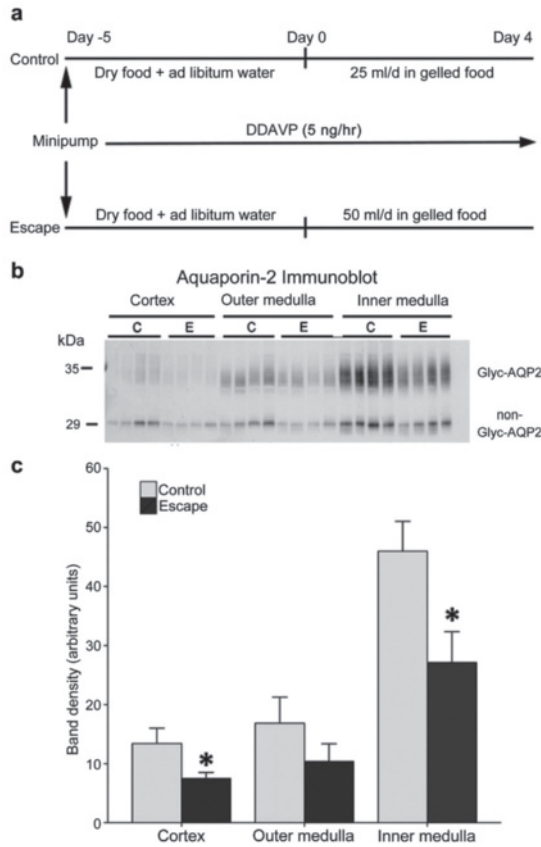 a
Day -5 Day 0 Day 4
Control
Dry food + ad libitum water 25 ml/d in gelled food
Minipump
DDAVP (5 ng/hr)
Escape
Dry food + ad libitum water 50 ml/d in gelled food
b
Aquaporin-2 Immunoblot
Cortex Outer medulla Inner medulla
kDa
C E C E C E
35
Glyc-AQP2
29
non-
Glyc-AQP2
c
60
Control
Escape
50
40
30
20
10
0
Band density (arbitrary units)
*
*
Cortex Outer medulla Inner medulla